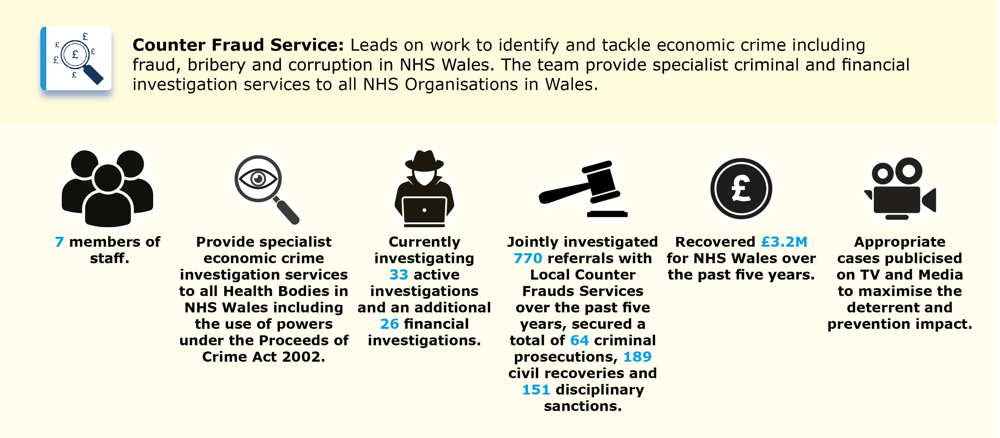 £
£
£
£
£
£
Counter Fraud Service: Leads on work to identify and tackle economic crime including
fraud, bribery and corruption in NHS Wales. The team provide specialist criminal and financial
investigation services to all NHS Organisations in Wales.
7 members of
staff.
Provide specialist
economic crime
investigation services
to all Health Bodies in
NHS Wales including
the use of powers
under the Proceeds of
Crime Act 2002.
Currently
investigating
33 active
investigations
and an additional
26 financial
investigations.
Jointly investigated
770 referrals with
Local Counter
Frauds Services
over the past five
years, secured a
total of 64 criminal
prosecutions, 189
civil recoveries and
151 disciplinary
sanctions.
£
Recovered £3.2M
for NHS Wales over
the past five years.
Appropriate
cases publicised
on TV and Media
to maximise the
deterrent and
prevention impact.